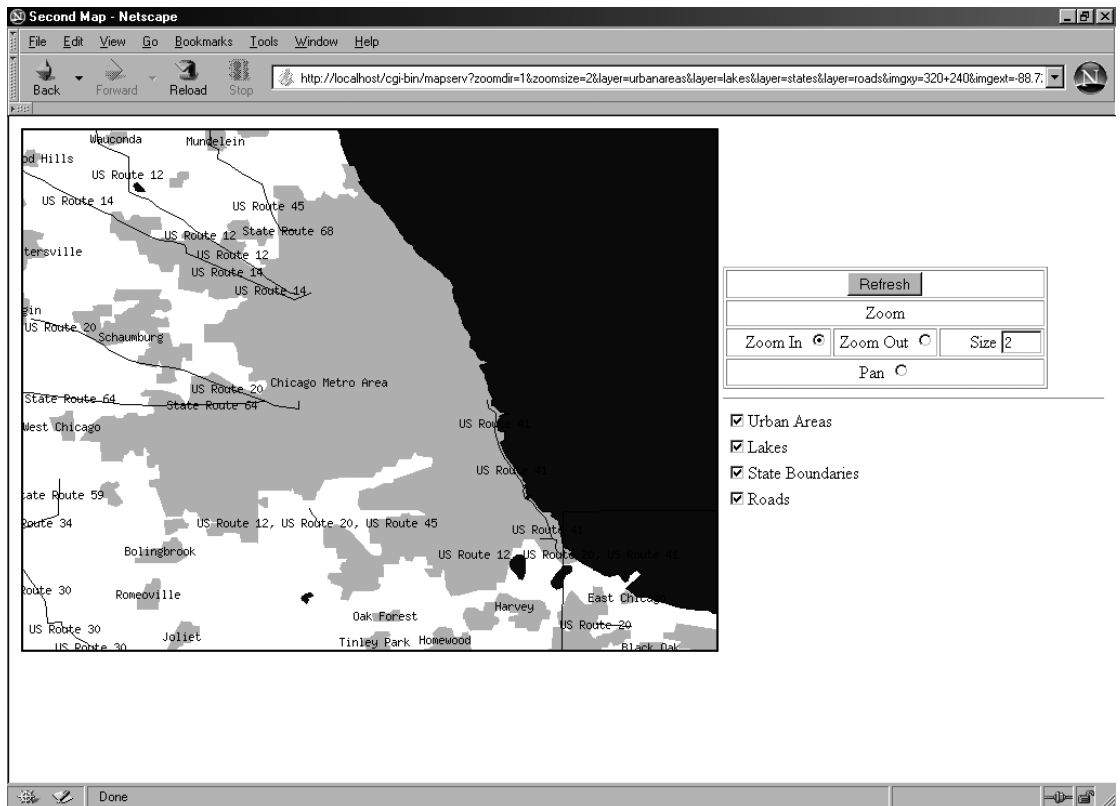 Second Map - Netscape
File Edit View Go Bookmarks Tools Window Help
Back Forward Reload Stop
http://localhost/cgi-bin/mapserv?zoomdir=1&zoomsize=2&layer=urbanareas&layer=lakes&layer=states&layer=roads&imgxy=320+240&imgext=-88.7
Wauconda Mundelein
od Hills
US Route 12
US Route 14
US Route 45
US Route 12 State Route 68
tersville
US Route 12
US Route 14
US Route 14
gin
US Route 20
Schaumburg
Chicago Metro Area
US Route 20
State Route 64
State Route 64
West Chicago
US Route 41
US Route 41
ate Route 59
Route 34
US Route 12, US Route 20, US Route 45
US Route 41
Bolingbrook
US Route 12, US Route 20, US Route 41
Route 30
Romeoville
East Chicago
Harvey
Oak Forest
US Route 30
US Route 20
Joliet
Tinley Park Homewood
US Route 30
Black Oak
Refresh
Zoom
Zoom In Zoom Out Size 2
Pan
Urban Areas
Lakes
State Boundaries
Roads
Done